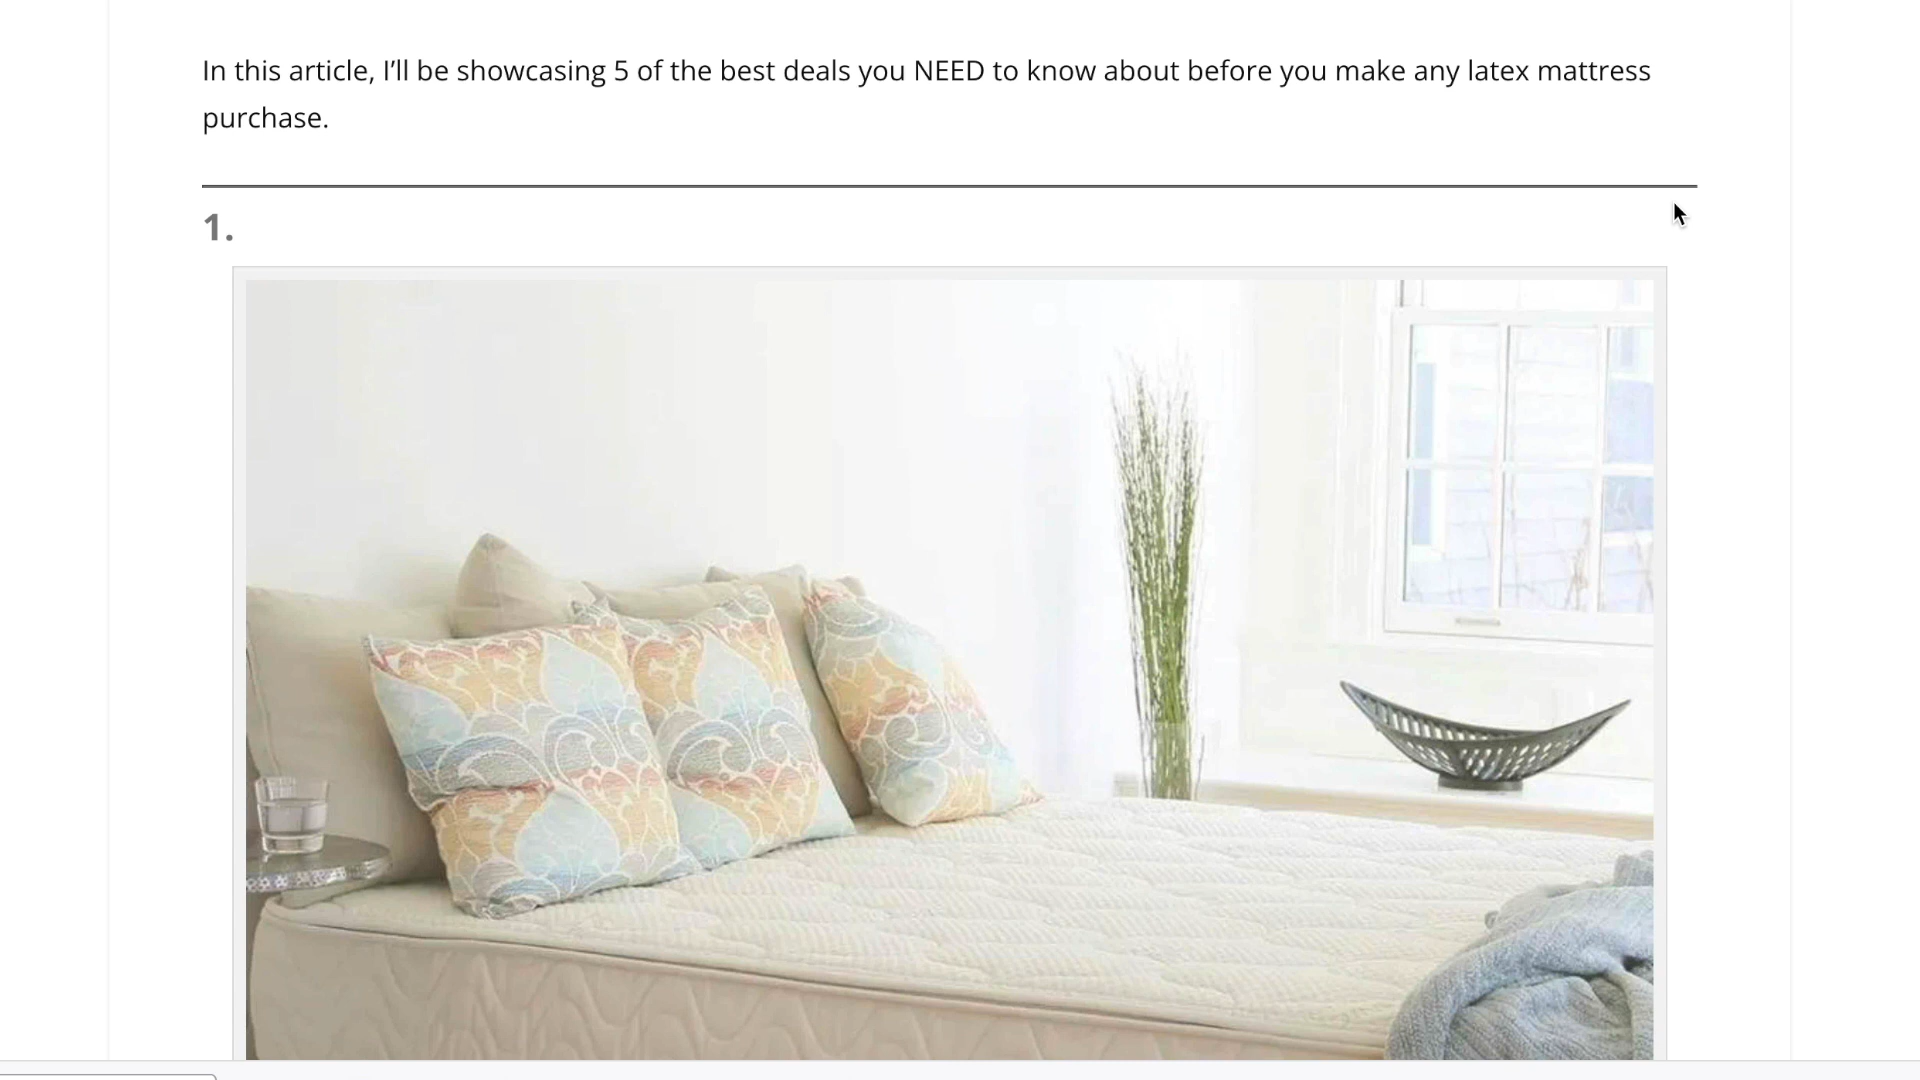 In this article, I’ll be showcasing 5 of the best deals you NEED to know about before you make any latex mattress
purchase.
1.